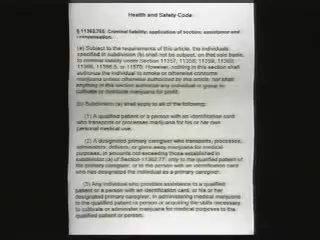 Health and Safety Code
§ 11362.765. Criminal liability; application of section; assistance and
compensation.
(a) Subject to the requirements of this article, the individuals
specified in subdivision (b) shall not be subject, on that sole basis,
to criminal liability under Section 11357, 11358, 11359, 11360,
11366, 11366.5, or 11570. However, nothing in this section shall
authorize the individual to smoke or otherwise consume
marijuana unless otherwise authorized by this article, nor shall
anything in this section authorize any individual or group to
cultivate or distribute marijuana for profit.
(b) Subdivision (a) shall apply to all of the following:
(1) A qualified patient or a person with an identification card
who transports or processes marijuana for his or her own
personal medical use.
(2) A designated primary caregiver who transports, processes,
administers, delivers, or gives away marijuana for medical
purposes, in amounts not exceeding those established in
subdivision (a) of Section 11362.77, only to the qualified patient of
the primary caregiver, or to the person with an identification card
who has designated the individual as a primary caregiver.
(3) Any individual who provides assistance to a qualified
patient or a person with an identification card, or his or her
designated primary caregiver, in administering medical marijuana
to the qualified patient or person or acquiring the skills necessary
to cultivate or administer marijuana for medical purposes to the
qualified patient or person.